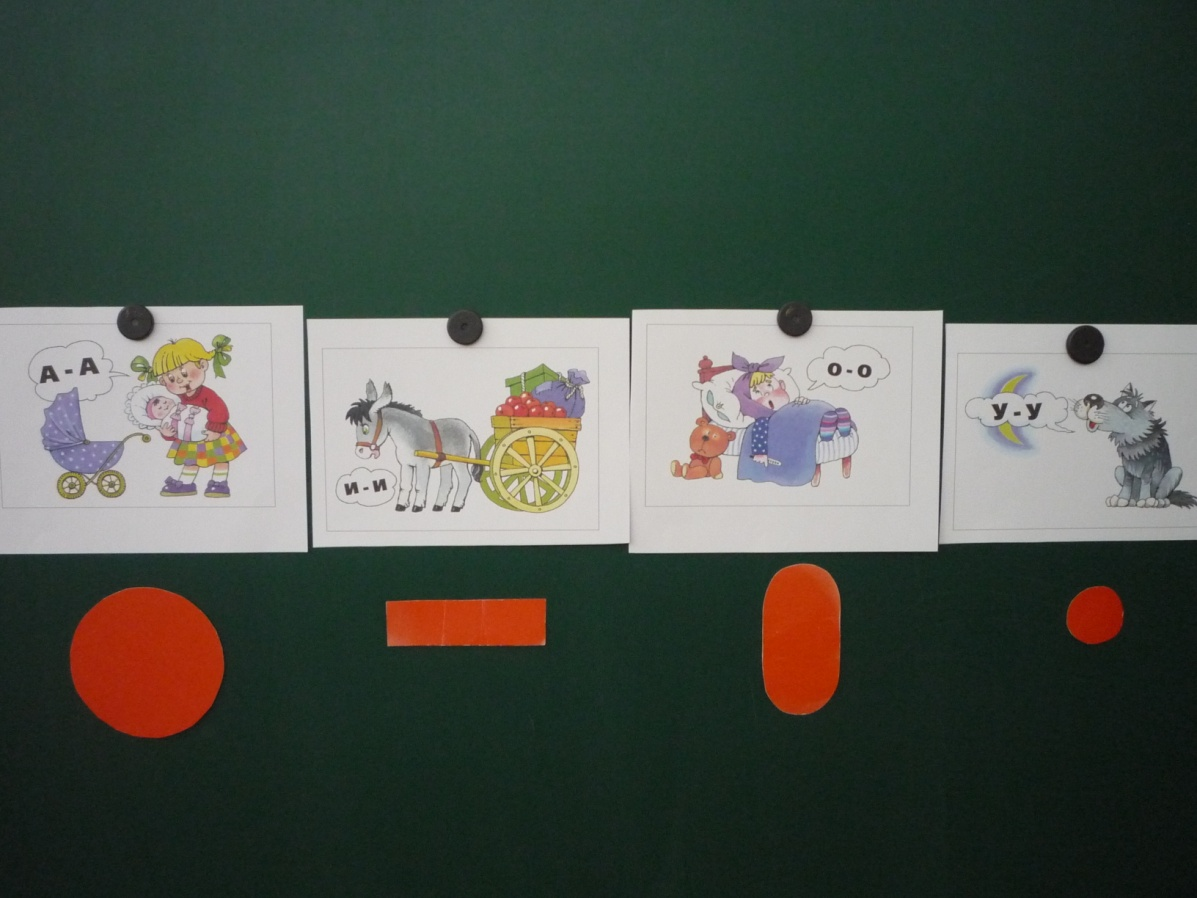 А - А
И - И
О - О
У - У